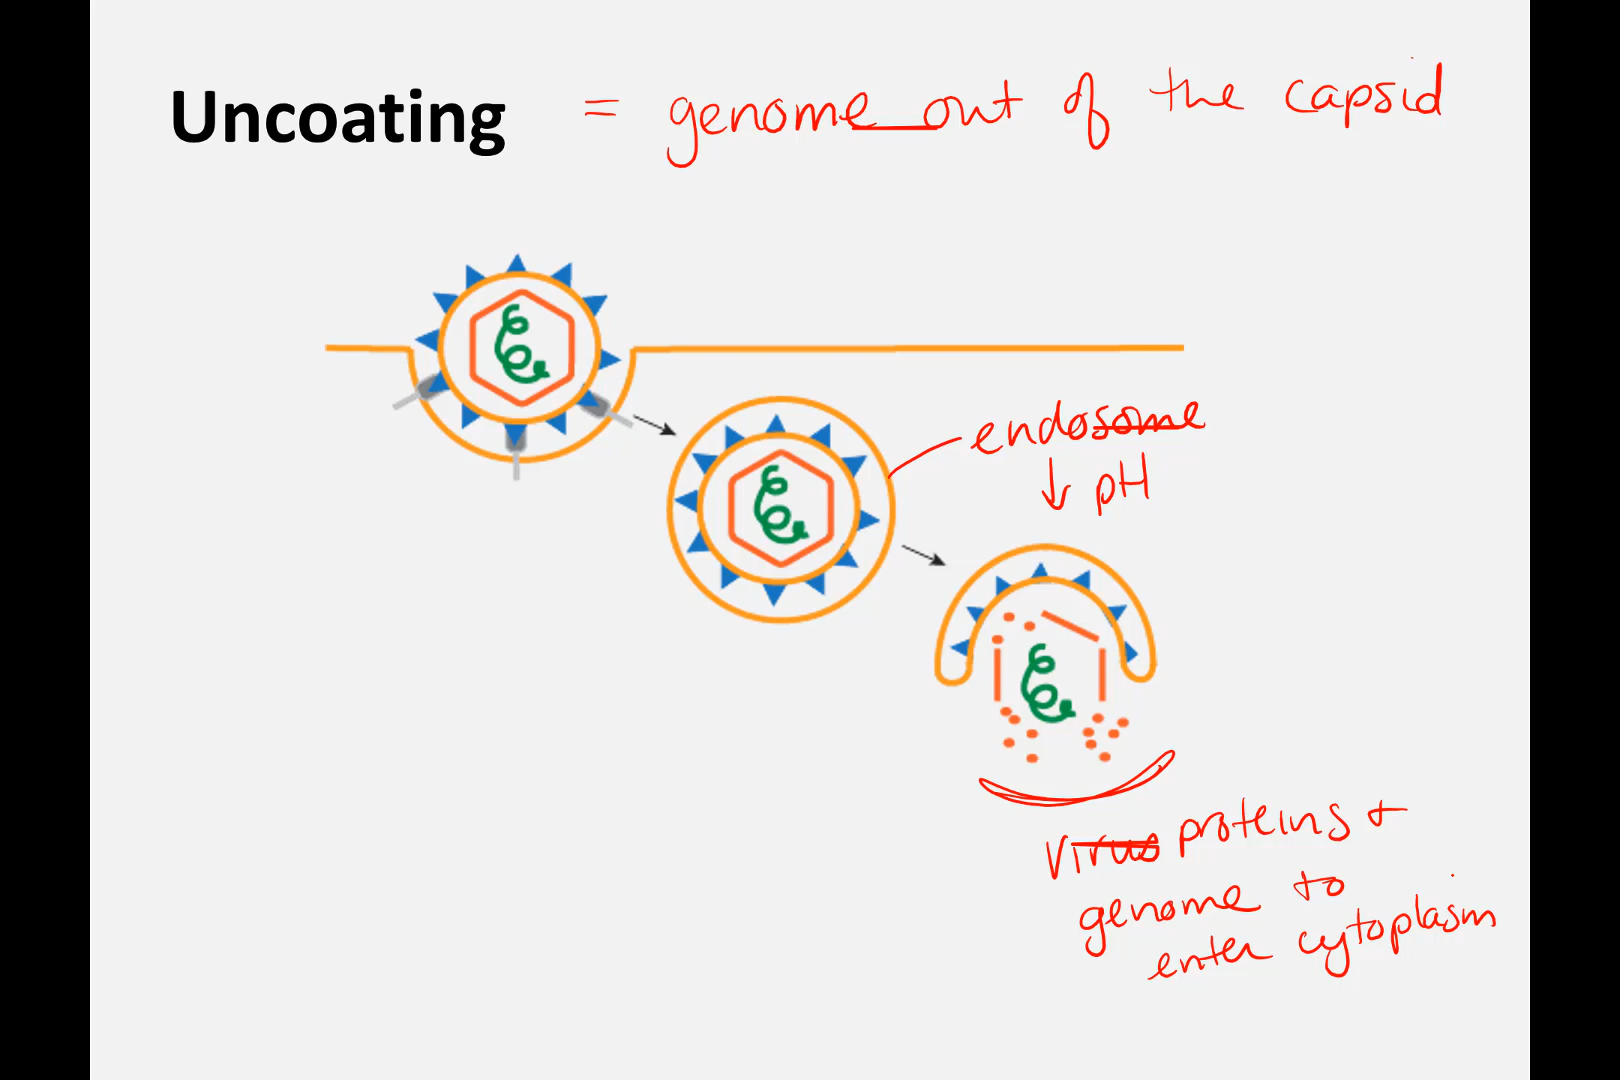 Uncoating = genome out of the capsid
endosome
↓ pH
Virus proteins +
genome to
enter cytoplasm